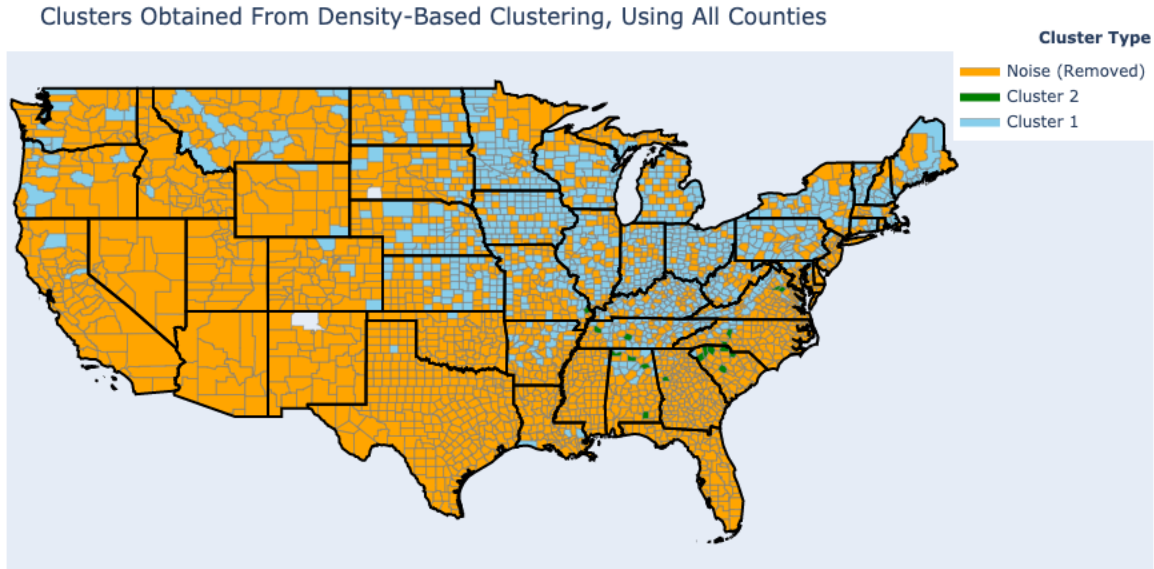 Clusters Obtained From Density-Based Clustering, Using All Counties
Cluster Type
Noise (Removed)
Cluster 2
Cluster 1